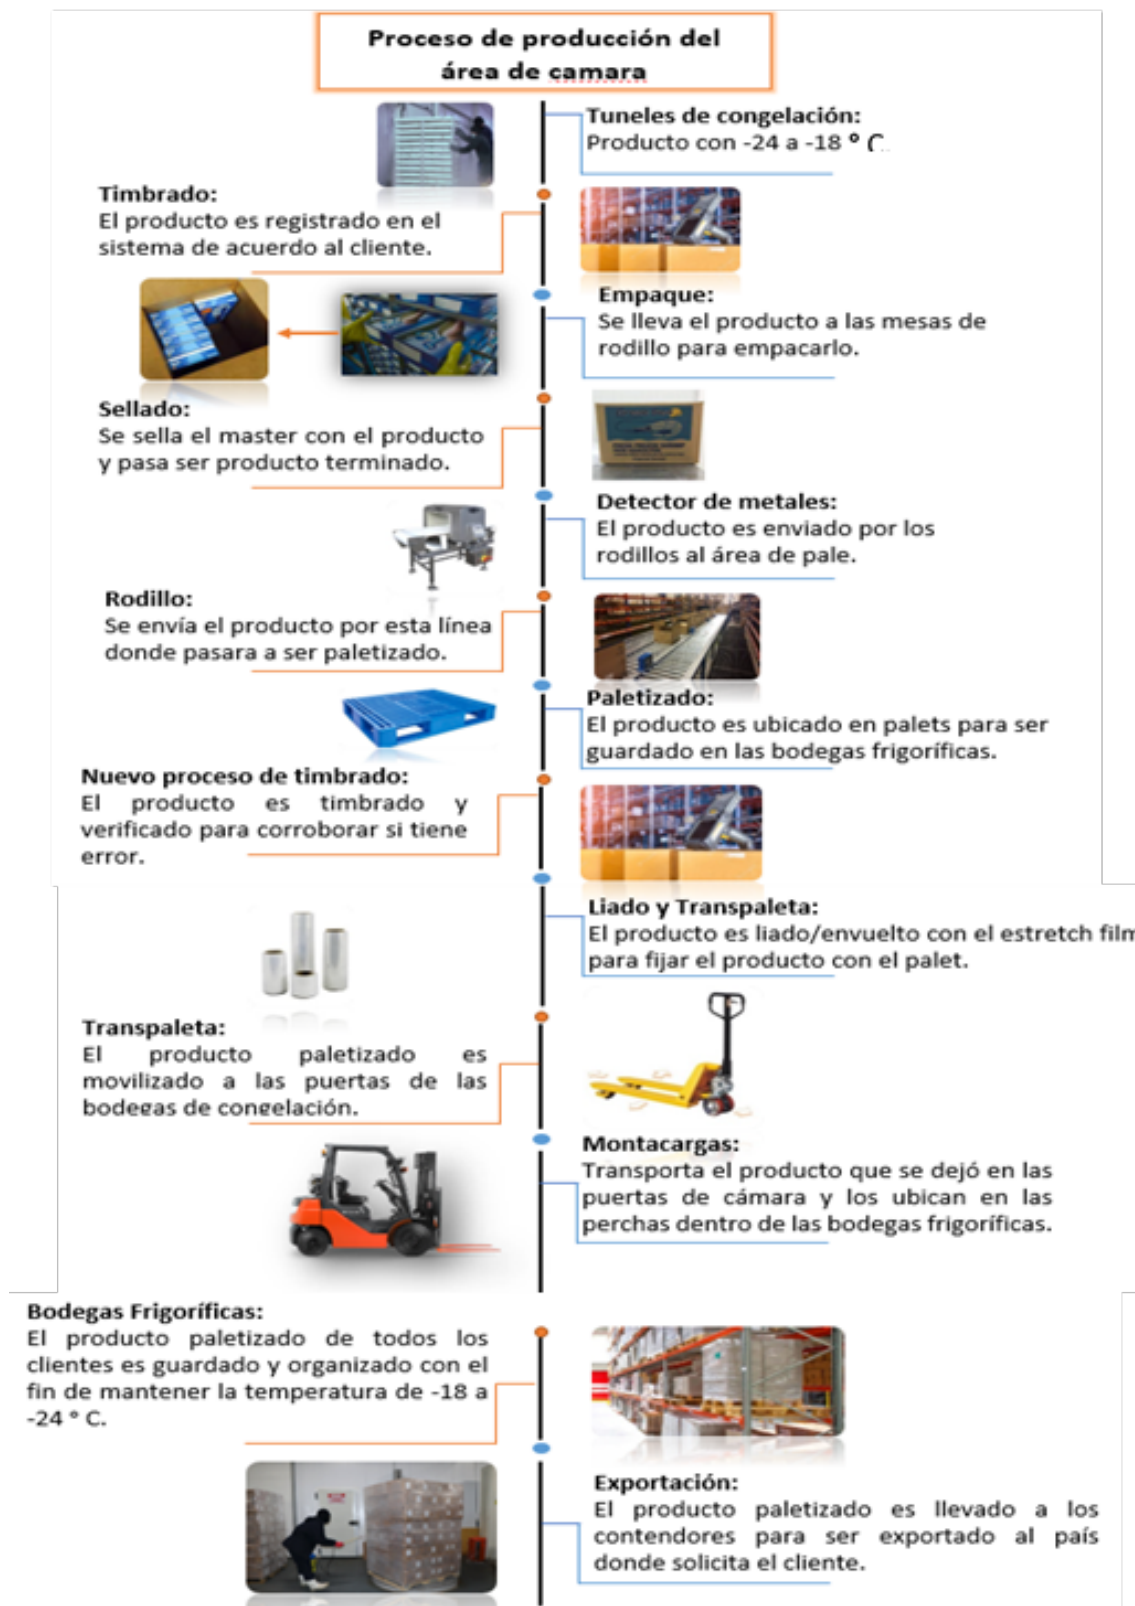 Proceso de producción del
área de camara
Tuneles de congelación:
Producto con -24 a -18 ° C.
Timbrado:
El producto es registrado en el
sistema de acuerdo al cliente.
Empaque:
Se lleva el producto a las mesas de
rodillo para empacarlo.
Sellado:
Se sella el master con el producto
y pasa ser producto terminado.
Detector de metales:
El producto es enviado por los
rodillos al área de pale.
Rodillo:
Se envía el producto por esta línea
donde pasara a ser paletizado.
Paletizado:
El producto es ubicado en palets para ser
guardado en las bodegas frigoríficas.
Nuevo proceso de timbrado:
El producto es timbrado y
verificado para corroborar si tiene
error.
Liado y Transpaleta:
El producto es liado/envuelto con el estretch film
para fijar el producto con el palet.
Transpaleta:
El producto paletizado es
movilizado a las puertas de las
bodegas de congelación.
Montacargas:
Transporta el producto que se dejó en las
puertas de cámara y los ubican en las
perchas dentro de las bodegas frigoríficas.
Bodegas Frigoríficas:
El producto paletizado de todos los
clientes es guardado y organizado con el
fin de mantener la temperatura de -18 a
-24 ° C.
Exportación:
El producto paletizado es llevado a los
contendores para ser exportado al país
donde solicita el cliente.